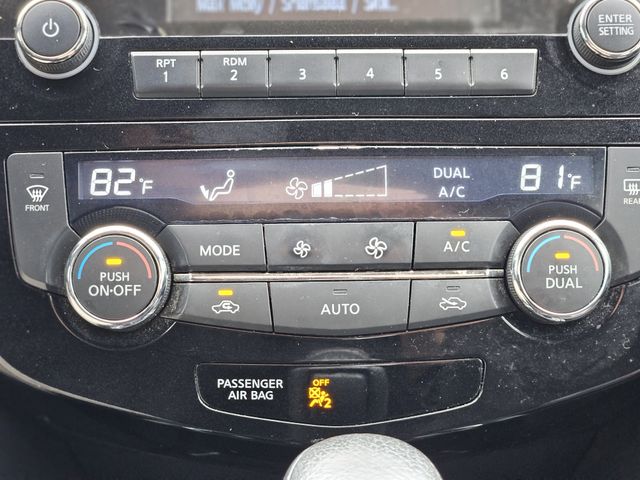 ENTER
SETTING
RPT
1
RDM
2
3
4
5
6
82°F
DUAL
A/C
81°F
FRONT
REAR
MODE
A/C
PUSH
ON·OFF
PUSH
DUAL
AUTO
PASSENGER
AIR BAG
OFF
2